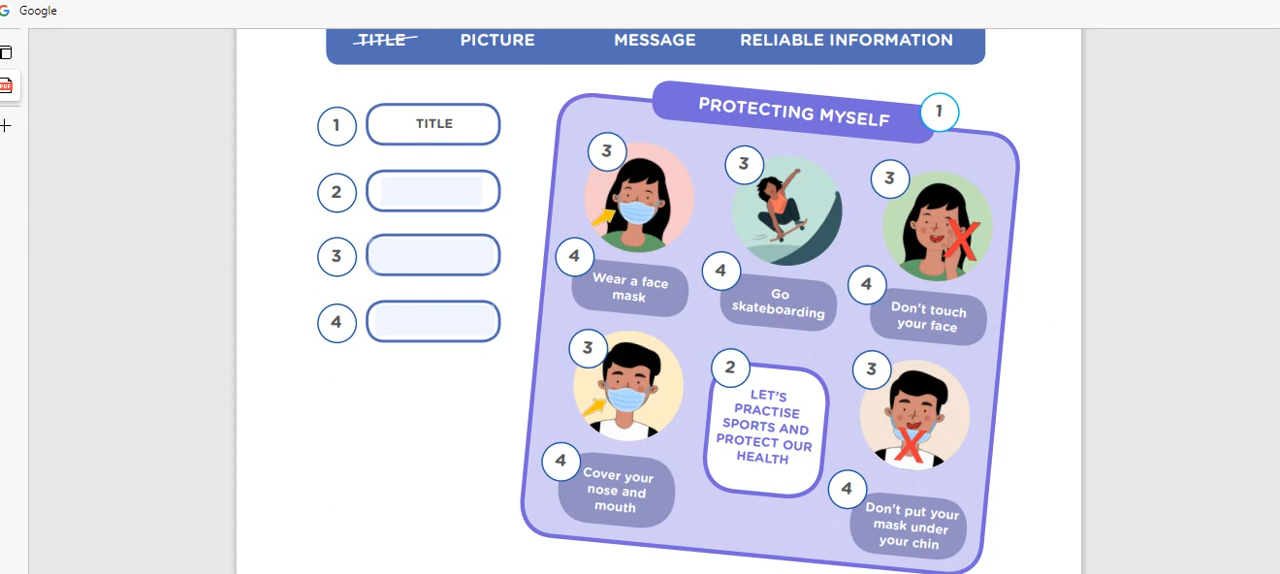 Google
TITLE PICTURE MESSAGE RELIABLE INFORMATION
PROTECTING MYSELF 1
1 TITLE
2
3
4
3
3
3
4 Wear a face
mask
4 Go
skateboarding
4 Don't touch
your face
3
2 LET'S
PRACTISE
SPORTS AND
PROTECT OUR
HEALTH
3
4 Cover your
nose and
mouth
4 Don't put your
mask under
your chin
PDF